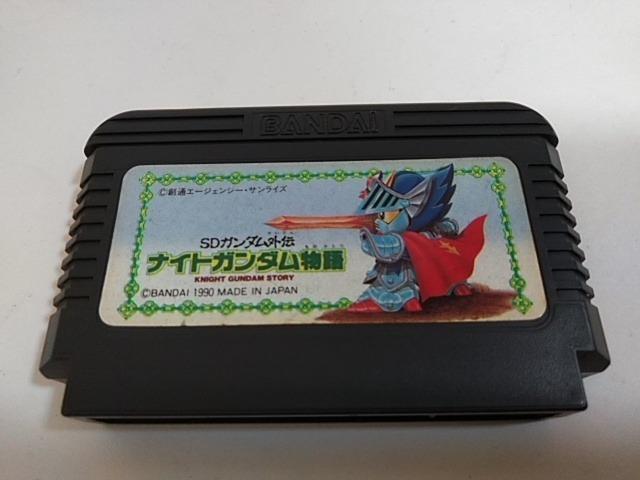 BANDAI
©創通エージェンシー・サンライズ
SDガンダム外伝
ナイトガンダム物語
KNIGHT GUNDAM STORY
©BANDAI 1990 MADE IN JAPAN